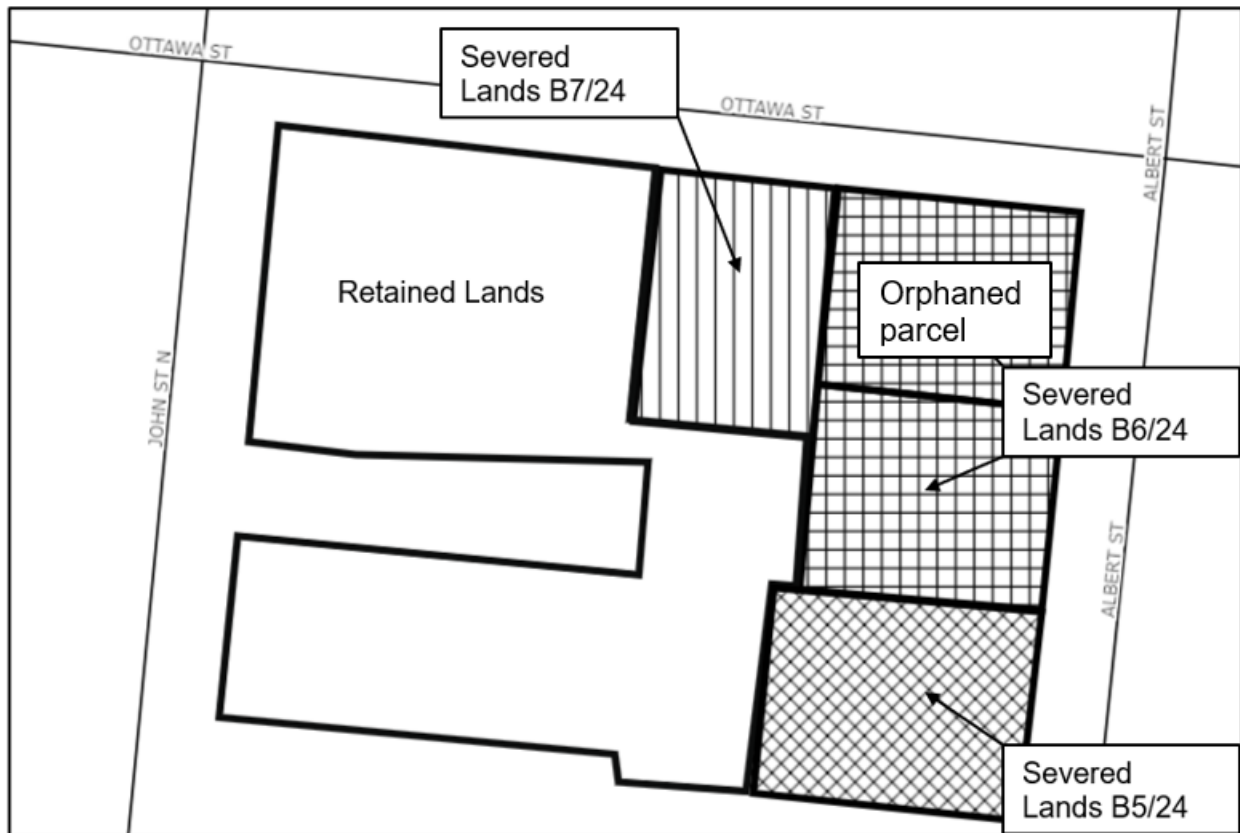 OTTAWA ST
Severed
Lands B7/24
OTTAWA ST
ALBERT ST
Retained Lands
Orphaned
parcel
JOHN ST N
Severed
Lands B6/24
ALBERT ST
Severed
Lands B5/24